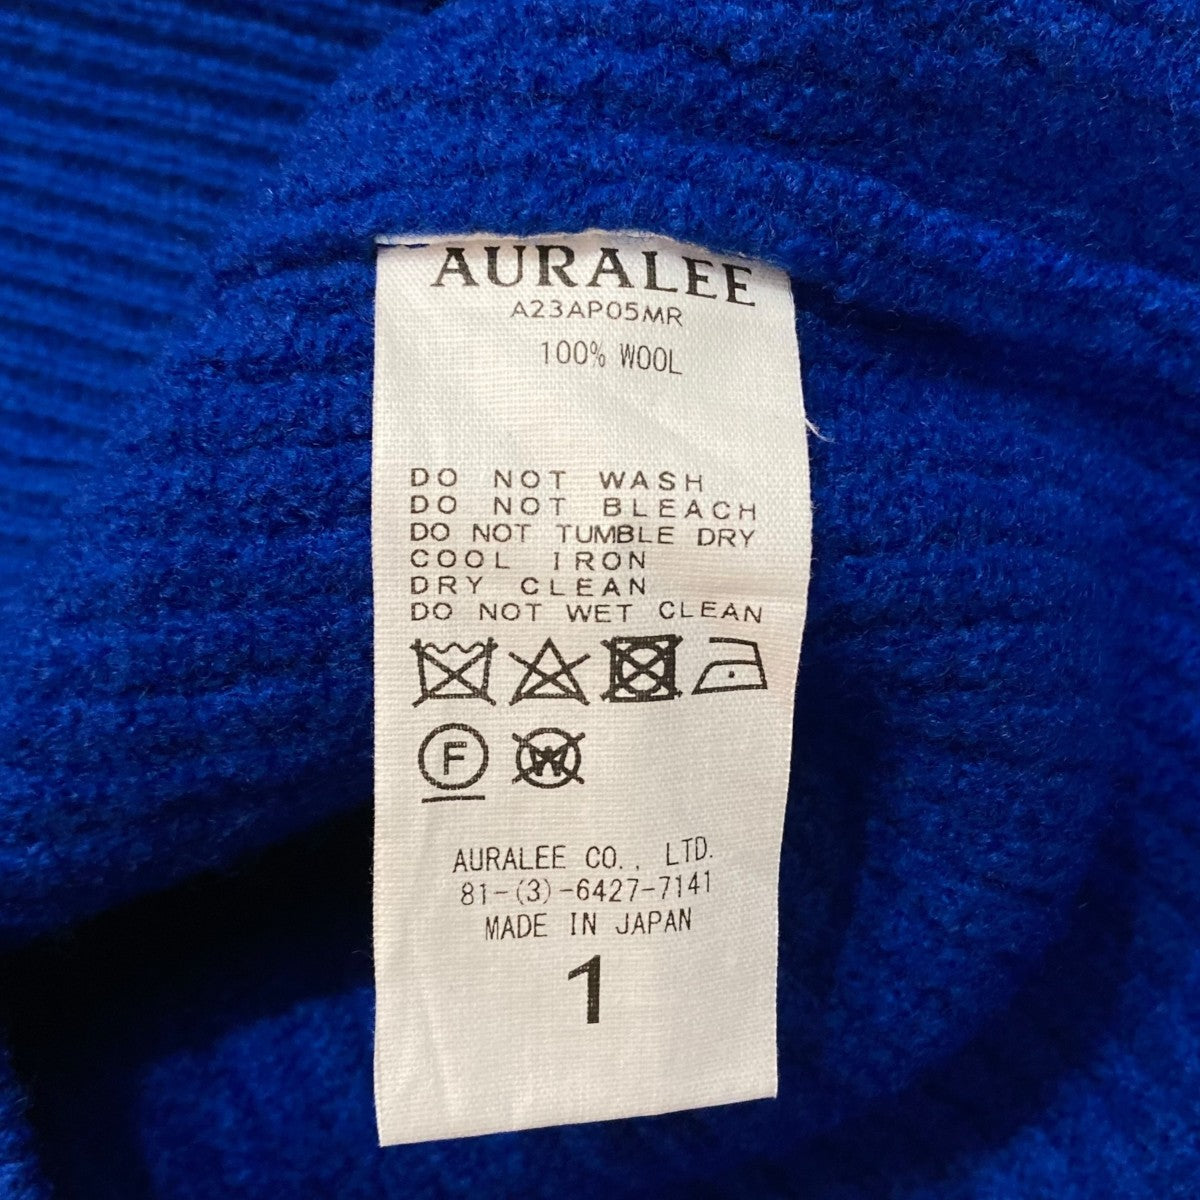 AURALEE
A23AP05MR
100% WOOL
DO NOT WASH
DO NOT BLEACH
DO NOT TUMBLE DRY
COOL IRON
DRY CLEAN
DO NOT WET CLEAN
F W
AURALEE CO., LTD.
81-(3)-6427-7141
MADE IN JAPAN
1